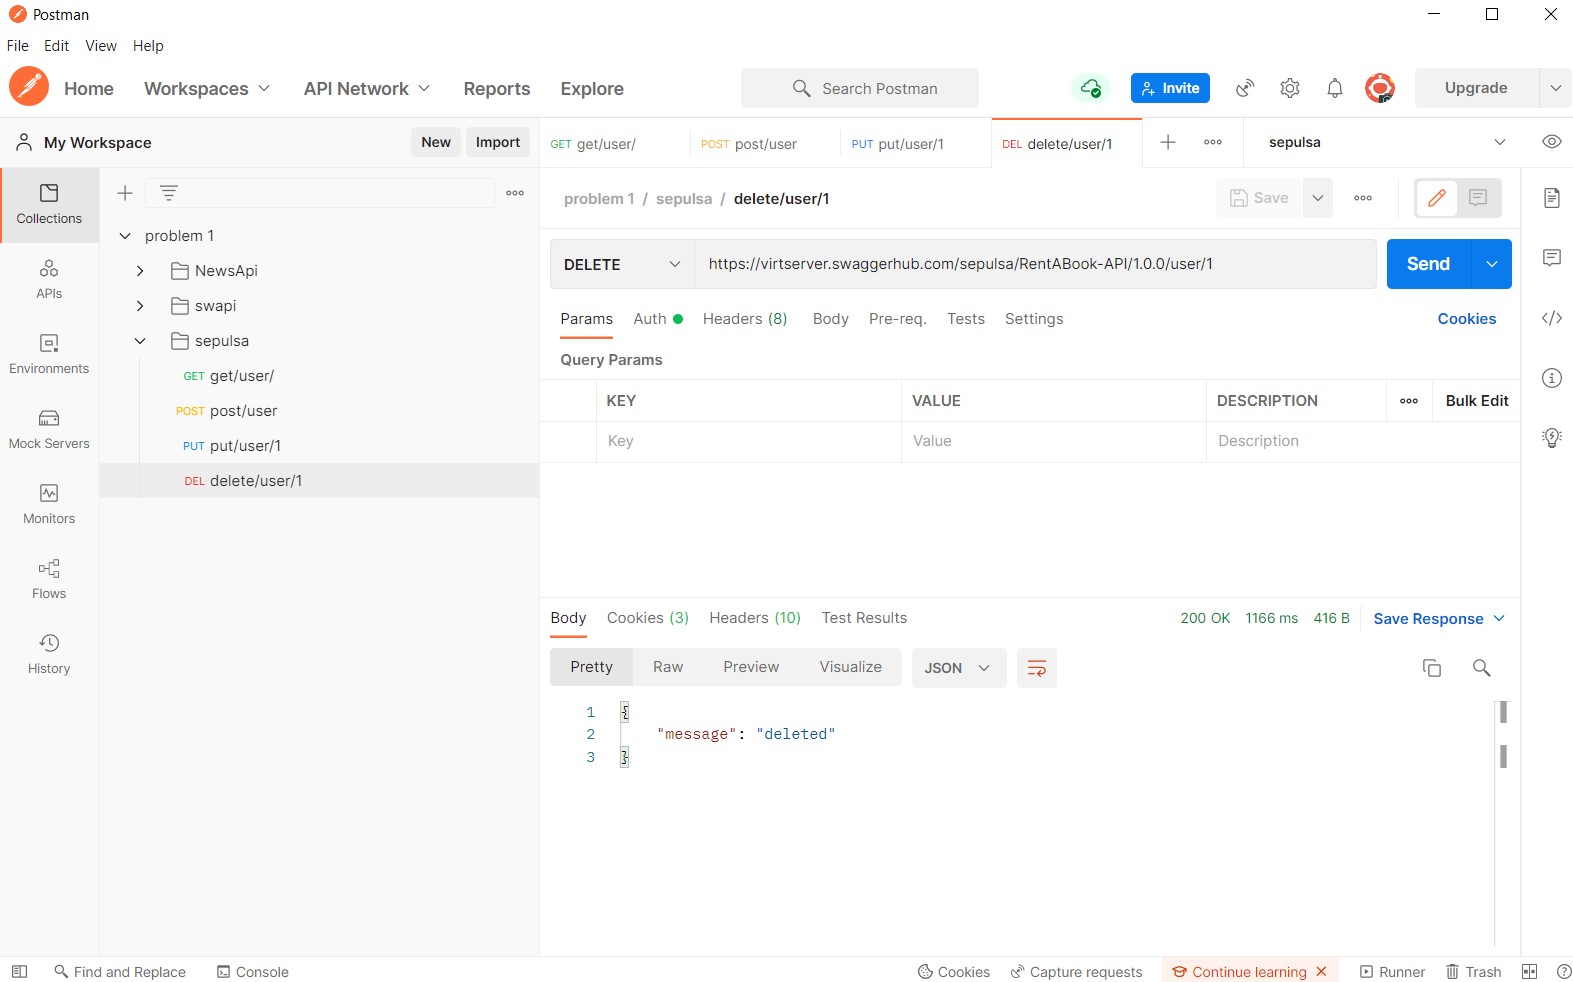 Postman
File Edit View Help
Home Workspaces API Network Reports Explore Search Postman Invite Upgrade
My Workspace New Import GET get/user/ POST post/user PUT put/user/1 DEL delete/user/1 sepulsa
Collections
APIs
Environments
Mock Servers
Monitors
Flows
History
problem 1
NewsApi
swapi
sepulsa
GET get/user/
POST post/user
PUT put/user/1
DEL delete/user/1
problem 1 / sepulsa / delete/user/1 Save
DELETE https://virtserver.swaggerhub.com/sepulsa/RentABook-API/1.0.0/user/1 Send
Params Auth Headers (8) Body Pre-req. Tests Settings Cookies
Query Params
KEY VALUE DESCRIPTION Bulk Edit
Key Value Description
Body Cookies (3) Headers (10) Test Results 200 OK 1166 ms 416 B Save Response
Pretty Raw Preview Visualize JSON
1 {
2 "message": "deleted"
3 }
Find and Replace Console Cookies Capture requests Continue learning Runner Trash